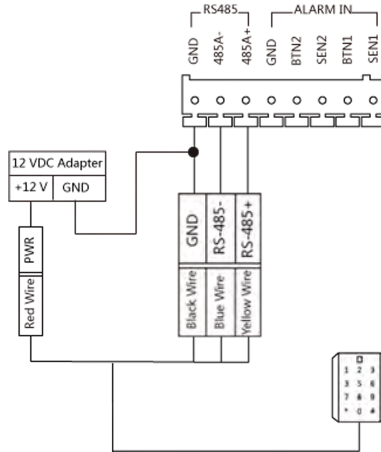 RS485
ALARM IN
GND
485A-
485A+
GND
BTN2
SEN2
BTN1
SEN1
12 VDC Adapter
+12 V
GND
PWR
Red Wire
GND
RS-485-
RS-485+
Black Wire
Blue Wire
Yellow Wire
1 2 3
3 5 6
7 8 9
* 0 #